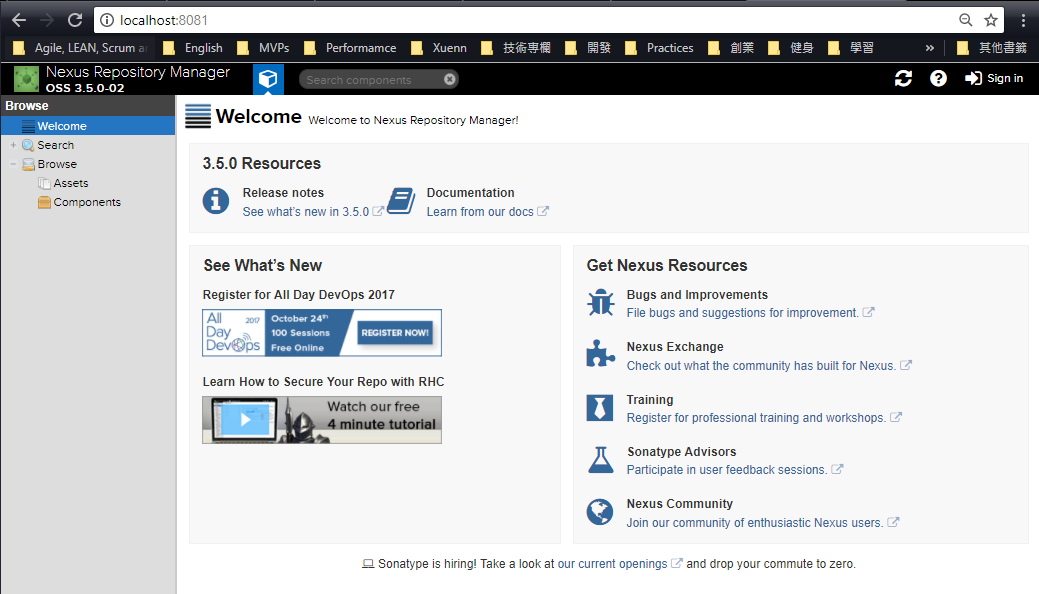 localhost:8081
Agile, LEAN, Scrum an English MVPs Performamce Xuenn 技術專欄 開發 Practices 創業 健身 學習 » 其他書籤
Nexus Repository Manager
OSS 3.5.0-02
Search components
Sign in
Browse
Welcome
Search
Browse
Assets
Components
Welcome Welcome to Nexus Repository Manager!
3.5.0 Resources
Release notes
See what's new in 3.5.0
Documentation
Learn from our docs
See What's New
Register for All Day DevOps 2017
All
Day
DevOps
2017
October 24th
100 Sessions
Free Online
REGISTER NOW!
Learn How to Secure Your Repo with RHC
Watch our free
4 minute tutorial
Get Nexus Resources
Bugs and Improvements
File bugs and suggestions for improvement.
Nexus Exchange
Check out what the community has built for Nexus.
Training
Register for professional training and workshops.
Sonatype Advisors
Participate in user feedback sessions.
Nexus Community
Join our community of enthusiastic Nexus users.
Sonatype is hiring! Take a look at our current openings and drop your commute to zero.